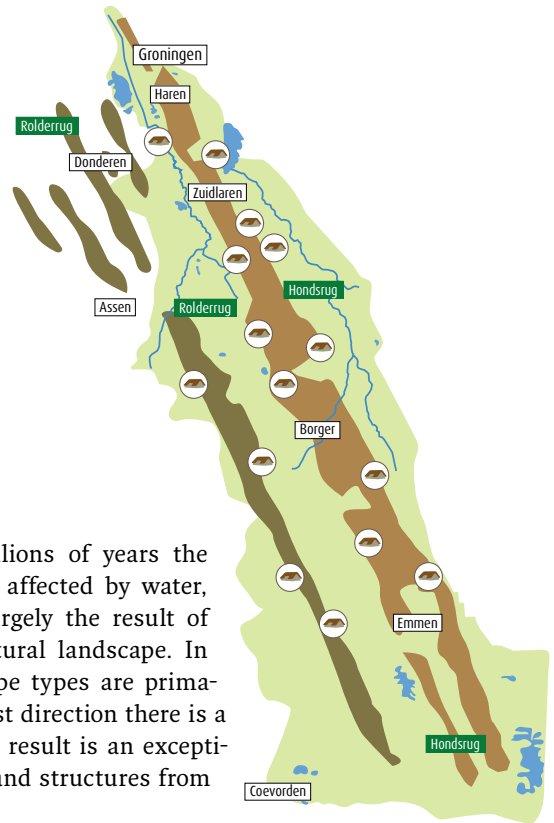 Groningen
Haren
Rolderrug
Donderen
Zuidlaren
Hondsrug
Assen
Rolderrug
Borger
lions of years the
affected by water,
rgely the result of
tural landscape. In
pe types are prima-
st direction there is a
result is an excepti-
und structures from
Emmen
Hondsrug
Coevorden